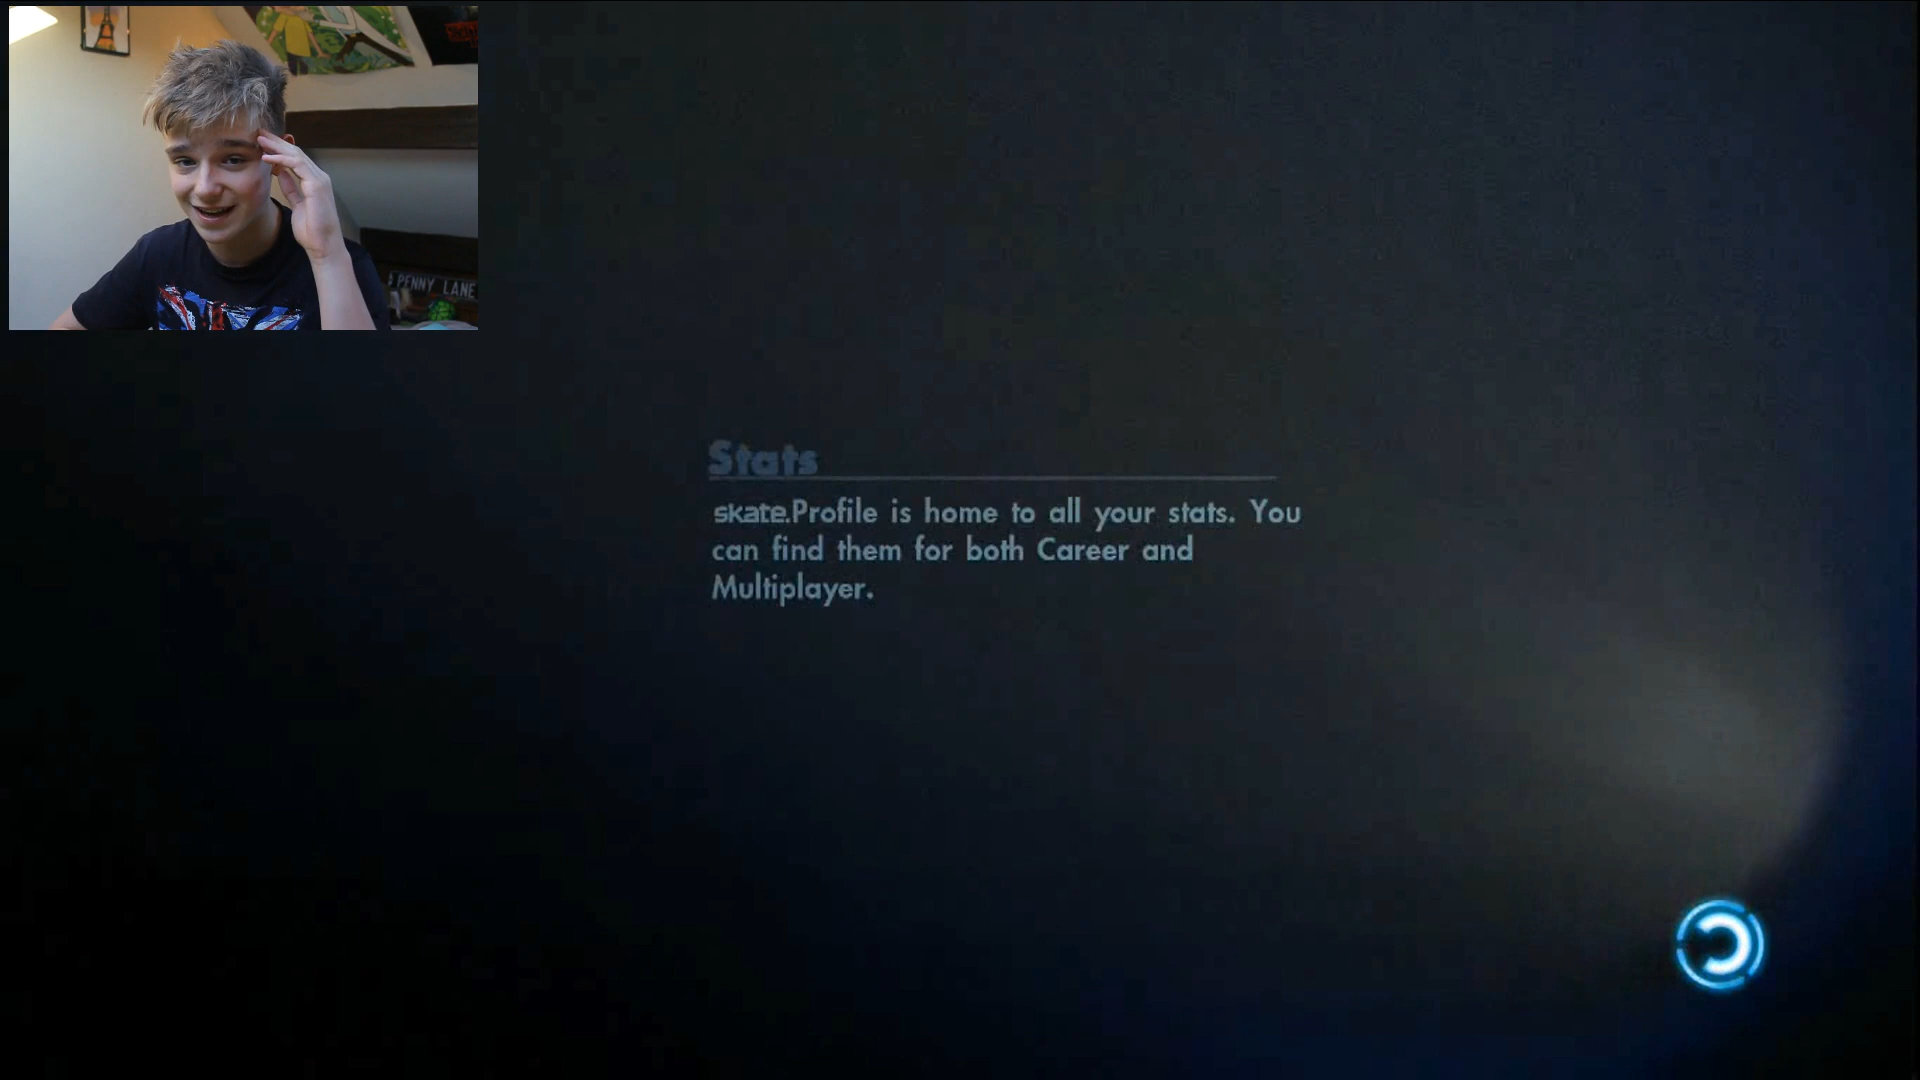 PENNY LANE
Stats
skate.Profile is home to all your stats. You
can find them for both Career and
Multiplayer.